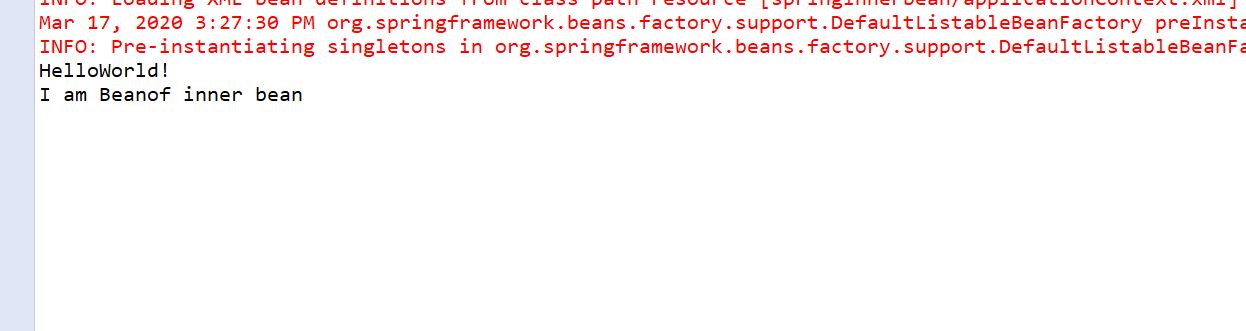 INFO: Loading XML bean definitions from class path resource [springinnerbean/applicationContext.xml]
Mar 17, 2020 3:27:30 PM org.springframework.beans.factory.support.DefaultListableBeanFactory preInsta
INFO: Pre-instantiating singletons in org.springframework.beans.factory.support.DefaultListableBeanFa
HelloWorld!
I am Beanof inner bean